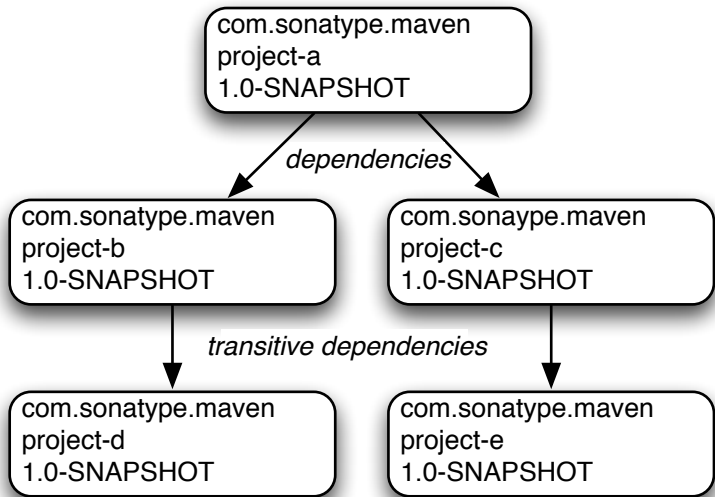 com.sonatype.maven
project-a
1.0-SNAPSHOT
dependencies
com.sonatype.maven
project-b
1.0-SNAPSHOT
com.sonaype.maven
project-c
1.0-SNAPSHOT
transitive dependencies
com.sonatype.maven
project-d
1.0-SNAPSHOT
com.sonatype.maven
project-e
1.0-SNAPSHOT